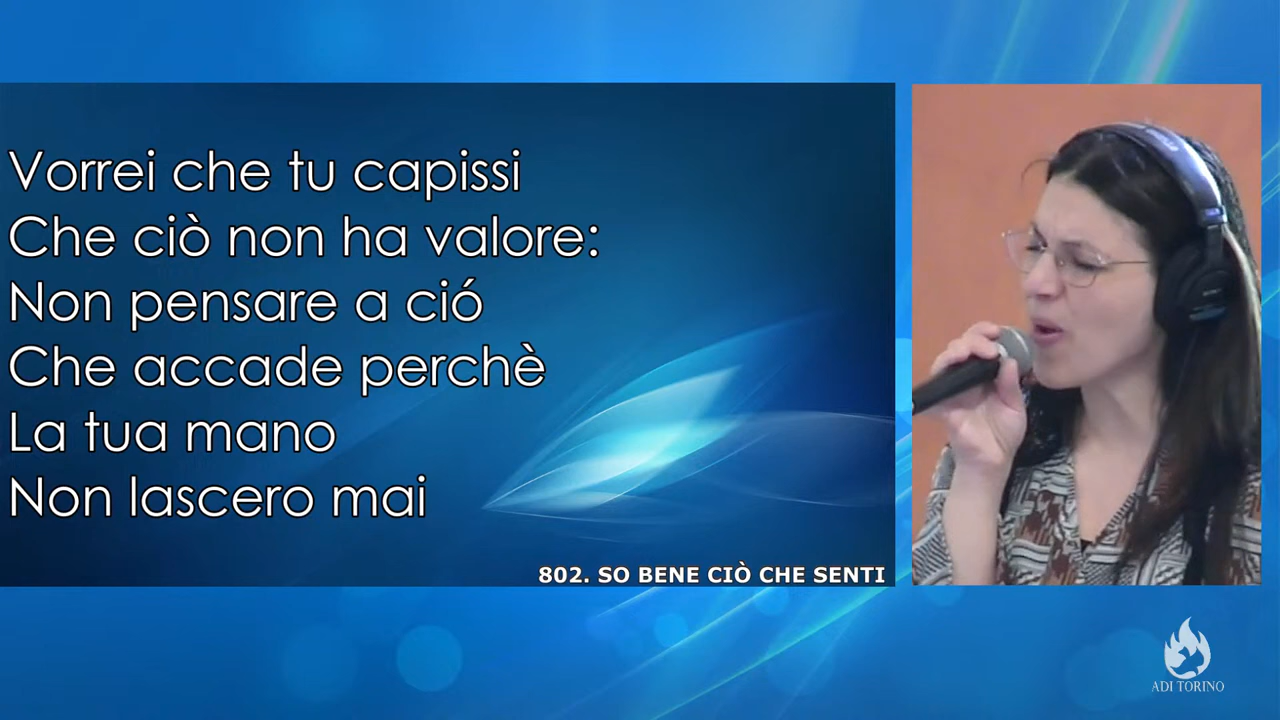 Vorrei che tu capissi
Che ciò non ha valore:
Non pensare a ció
Che accade perchè
La tua mano
Non lascero mai
802. SO BENE CIÒ CHE SENTI
ADI TORINO